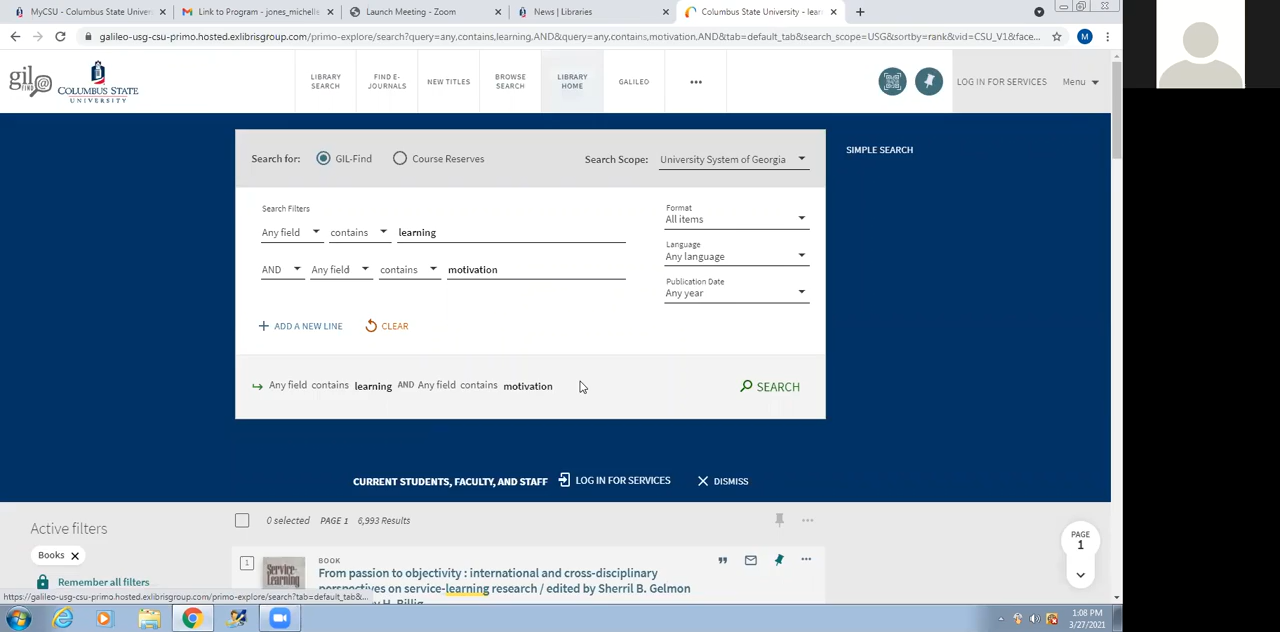 MyCSU - Columbus State Univers
Link to Program - jones_michelle
Launch Meeting - Zoom
News | Libraries
Columbus State University - lear
galileo-usg-csu-primo.hosted.exlibrisgroup.com/primo-explore/search?query=any,contains,learning,AND&query=any,contains,motivation,AND&tab=default_tab&search_scope=USG&sortby=rank&vid=CSU_V1&face...
M
gil@
FIND
COLUMBUS STATE
UNIVERSITY
LIBRARY
SEARCH
FIND E-
JOURNALS
NEW TITLES
BROWSE
SEARCH
LIBRARY
HOME
GALILEO
LOG IN FOR SERVICES
Menu
Search for: GIL-Find Course Reserves Search Scope: University System of Georgia
SIMPLE SEARCH
Search Filters
Any field contains learning
AND Any field contains motivation
Format
All items
Language
Any language
Publication Date
Any year
+ ADD A NEW LINE CLEAR
Any field contains learning AND Any field contains motivation
SEARCH
CURRENT STUDENTS, FACULTY, AND STAFF LOG IN FOR SERVICES DISMISS
Active filters
Books
Remember all filters
0 selected PAGE 1 6,993 Results
1
Service-
Learning
BOOK
From passion to objectivity : international and cross-disciplinary
perspectives on service-learning research / edited by Sherril B. Gelmon
H. Billig
PAGE
1
https://galileo-usg-csu-primo.hosted.exlibrisgroup.com/primo-explore/search?tab=default_tab&...
1:08 PM
3/27/2021